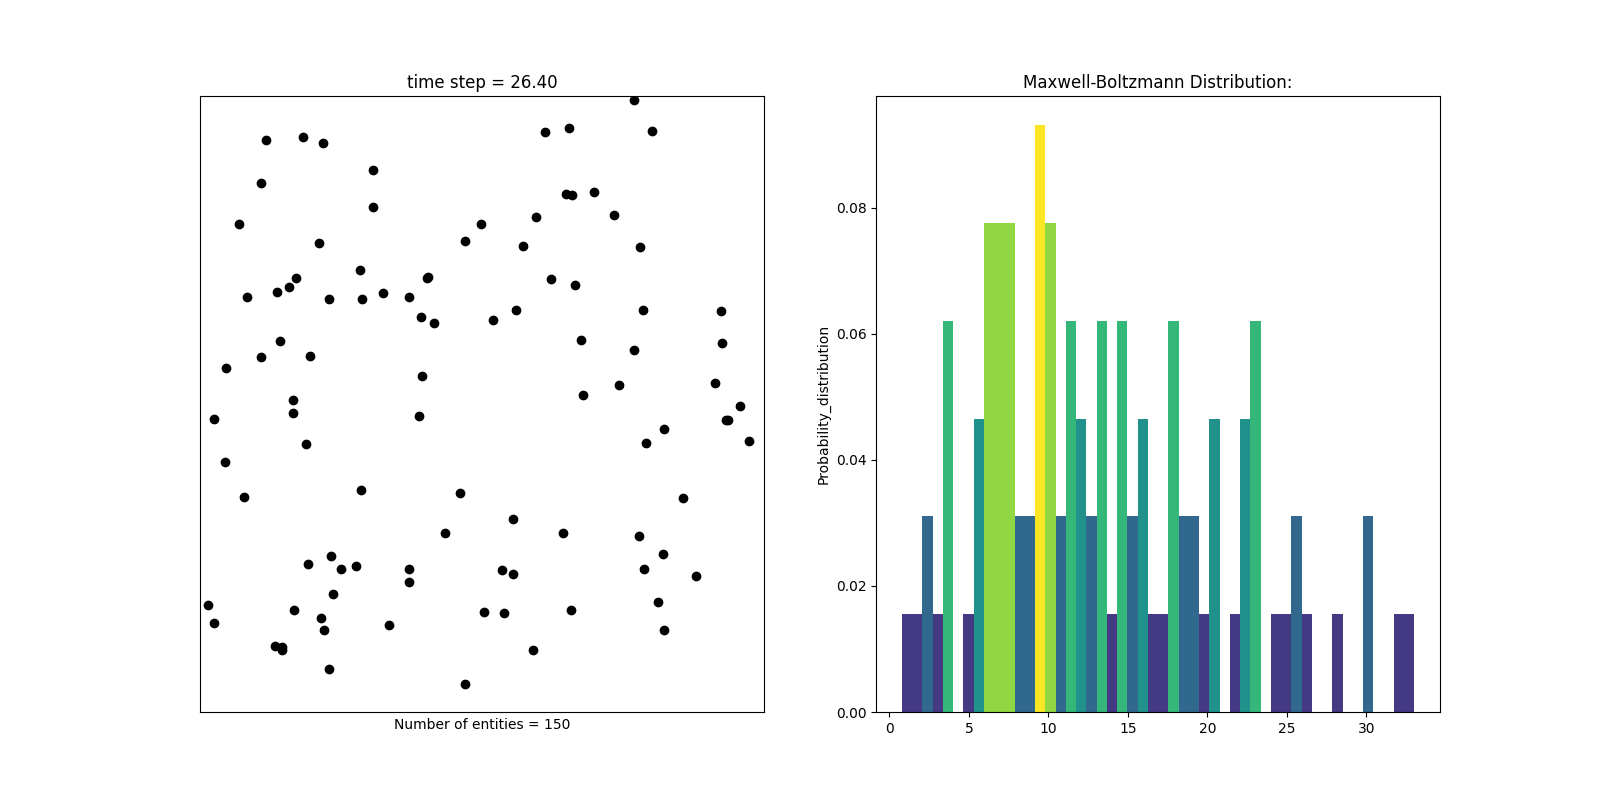 time step = 26.40
Number of entities = 150
Maxwell-Boltzmann Distribution:
Probability_distribution
0.08
0.06
0.04
0.02
0.00
0 5 10 15 20 25 30